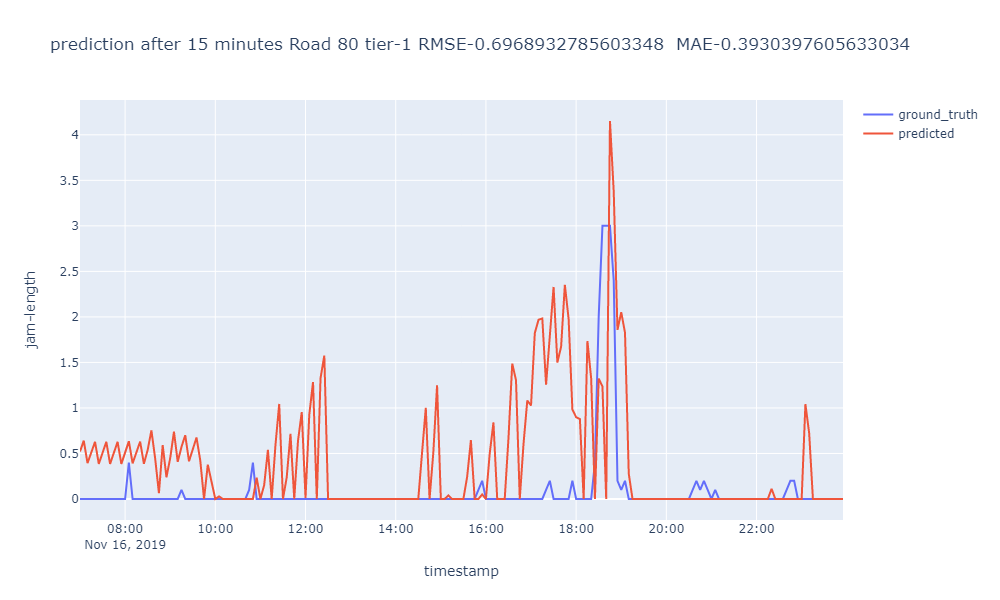 prediction after 15 minutes Road 80 tier-1 RMSE-0.6968932785603348  MAE-0.3930397605633034
ground_truth
predicted
4
3.5
3
2.5
2
1.5
1
0.5
0
jam-length
08:00 10:00 12:00 14:00 16:00 18:00 20:00 22:00
Nov 16, 2019
timestamp